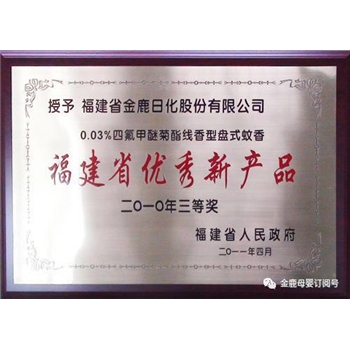 授予 福建省金鹿日化股份有限公司
0.03%四氟甲醚菊酯线香型盘式蚊香
福建省优秀新产品
二〇一〇年三等奖
福建省人民政府
二〇一一年四月
金鹿母婴订阅号